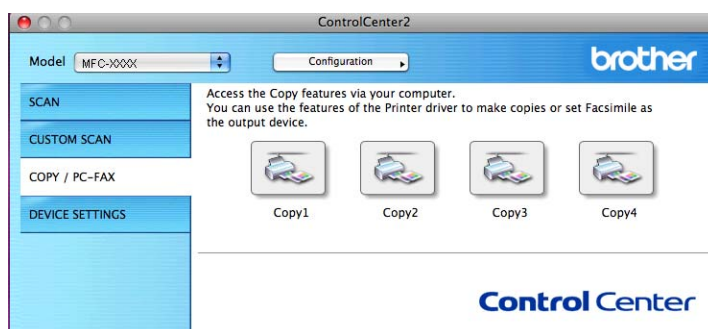 ControlCenter2
Model MFC-XXXX Configuration brother
SCAN
CUSTOM SCAN
COPY / PC-FAX
DEVICE SETTINGS
Access the Copy features via your computer.
You can use the features of the Printer driver to make copies or set Facsimile as
the output device.
Copy1 Copy2 Copy3 Copy4
Control Center